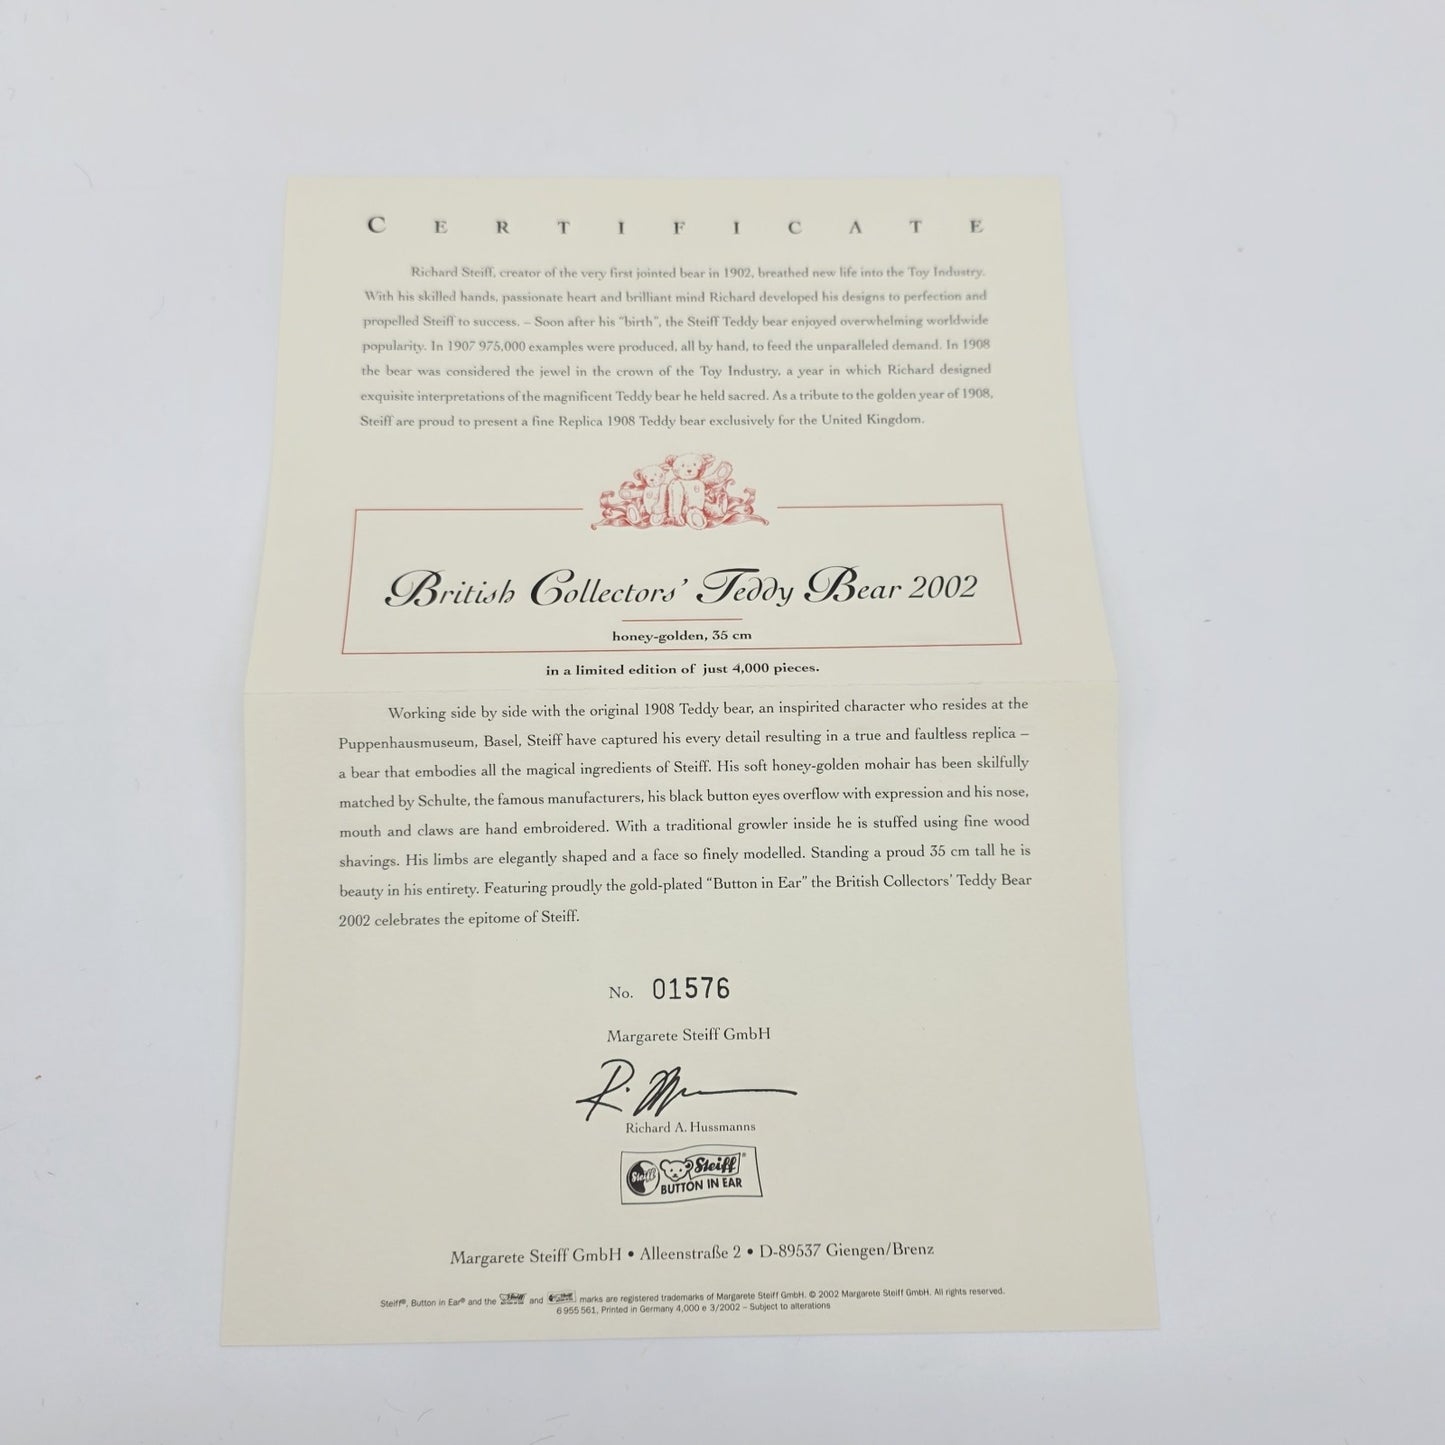 CERTIFICATE
Richard Steiff, creator of the very first jointed bear in 1902, breathed new life into the Toy Industry.
With his skilled hands, passionate heart and brilliant mind Richard developed his designs to perfection and
propelled Steiff to success. – Soon after his "birth", the Steiff Teddy bear enjoyed overwhelming worldwide
popularity. In 1907 975,000 examples were produced, all by hand, to feed the unparalleled demand. In 1908
the bear was considered the jewel in the crown of the Toy Industry, a year in which Richard designed
exquisite interpretations of the magnificent Teddy bear he held sacred. As a tribute to the golden year of 1908,
Steiff are proud to present a fine Replica 1908 Teddy bear exclusively for the United Kingdom.
British Collectors' Teddy Bear 2002
honey-golden, 35 cm
in a limited edition of just 4,000 pieces.
Working side by side with the original 1908 Teddy bear, an inspirited character who resides at the
Puppenhausmuseum, Basel, Steiff have captured his every detail resulting in a true and faultless replica –
a bear that embodies all the magical ingredients of Steiff. His soft honey-golden mohair has been skilfully
matched by Schulte, the famous manufacturers, his black button eyes overflow with expression and his nose,
mouth and claws are hand embroidered. With a traditional growler inside he is stuffed using fine wood
shavings. His limbs are elegantly shaped and a face so finely modelled. Standing a proud 35 cm tall he is
beauty in his entirety. Featuring proudly the gold-plated "Button in Ear" the British Collectors' Teddy Bear
2002 celebrates the epitome of Steiff.
No. 01576
Margarete Steiff GmbH
Richard A. Hussmanns
Steiff Steiff®
BUTTON IN EAR
Margarete Steiff GmbH • Alleenstraße 2 • D-89537 Giengen/Brenz
Steiff®, Button in Ear® and the and marks are registered trademarks of Margarete Steiff GmbH. © 2002 Margarete Steiff GmbH. All rights reserved.
6 955 561, Printed in Germany 4,000 e 3/2002 – Subject to alterations